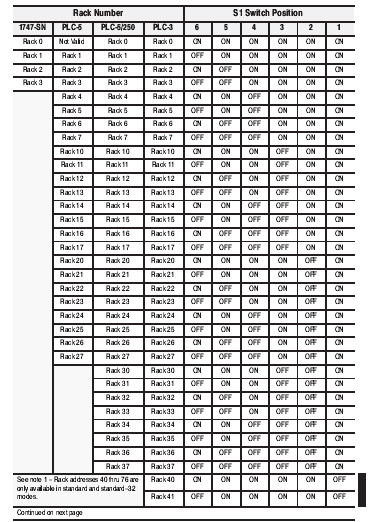 Rack Number S1 Switch Position
1747-SN PLC-5 PLC-5/250 PLC-3 6 5 4 3 2 1
Rack 0 Not Valid Rack 0 Rack 0 ON ON ON ON ON ON
Rack 1 Rack 1 Rack 1 Rack 1 OFF ON ON ON ON ON
Rack 2 Rack 2 Rack 2 Rack 2 ON OFF ON ON ON ON
Rack 3 Rack 3 Rack 3 Rack 3 OFF OFF ON ON ON ON
Rack 4 Rack 4 Rack 4 ON ON OFF ON ON ON
Rack 5 Rack 5 Rack 5 OFF ON OFF ON ON ON
Rack 6 Rack 6 Rack 6 ON OFF OFF ON ON ON
Rack 7 Rack 7 Rack 7 OFF OFF OFF ON ON ON
Rack 10 Rack 10 Rack 10 ON ON ON OFF ON ON
Rack 11 Rack 11 Rack 11 OFF ON ON OFF ON ON
Rack 12 Rack 12 Rack 12 ON OFF ON OFF ON ON
Rack 13 Rack 13 Rack 13 OFF OFF ON OFF ON ON
Rack 14 Rack 14 Rack 14 ON ON OFF OFF ON ON
Rack 15 Rack 15 Rack 15 OFF ON OFF OFF ON ON
Rack 16 Rack 16 Rack 16 ON OFF OFF OFF ON ON
Rack 17 Rack 17 Rack 17 OFF OFF OFF OFF ON ON
Rack 20 Rack 20 Rack 20 ON ON ON ON OFF ON
Rack 21 Rack 21 Rack 21 OFF ON ON ON OFF ON
Rack 22 Rack 22 Rack 22 ON OFF ON ON OFF ON
Rack 23 Rack 23 Rack 23 OFF OFF ON ON OFF ON
Rack 24 Rack 24 Rack 24 ON ON OFF ON OFF ON
Rack 25 Rack 25 Rack 25 OFF ON OFF ON OFF ON
Rack 26 Rack 26 Rack 26 ON OFF OFF ON OFF ON
Rack 27 Rack 27 Rack 27 OFF OFF OFF ON OFF ON
Rack 30 Rack 30 ON ON ON OFF OFF ON
Rack 31 Rack 31 OFF ON ON OFF OFF ON
Rack 32 Rack 32 ON OFF ON OFF OFF ON
Rack 33 Rack 33 OFF OFF ON OFF OFF ON
Rack 34 Rack 34 ON ON OFF OFF OFF ON
Rack 35 Rack 35 OFF ON OFF OFF OFF ON
Rack 36 Rack 36 ON OFF OFF OFF OFF ON
Rack 37 Rack 37 OFF OFF OFF OFF OFF ON
See note 1 – Rack addresses 40 thru 76 are
only available in standard and standard-32
modes.
Rack 40 ON ON ON ON ON OFF
Rack 41 OFF ON ON ON ON OFF
Continued on next page